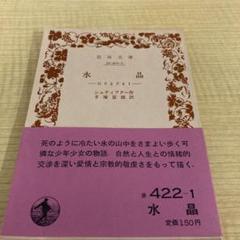 岩波文庫
水晶
シュティフター作
手塚富雄訳
死のように冷たい氷の山中をさまよい歩く可
憐な少年少女の物語．自然と人生との情緒的
交渉を深い愛情と宗教的敬虔さをもって描く．
赤 422-1
水晶
定価150円